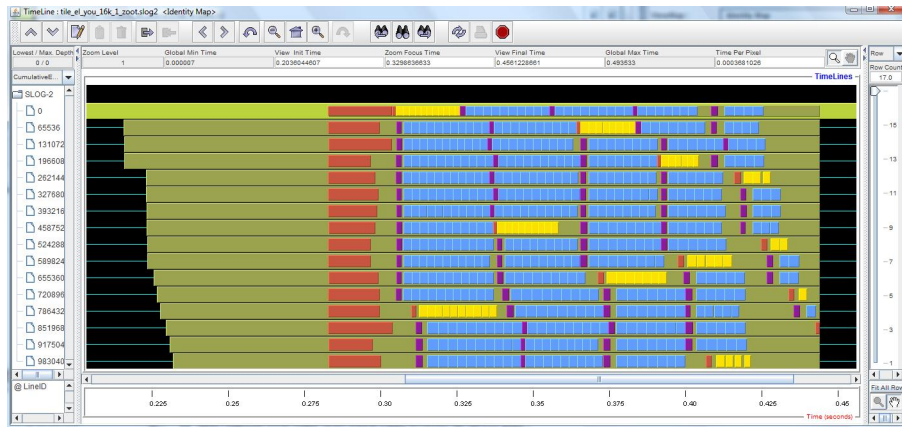 TimeLine : tile_el_you_16k_1_zoot.slog2 <Identity Map>
Lowest / Max. Depth
0 / 0
Zoom Level
1
Global Min Time
0.000007
View Init Time
0.2036044607
Zoom Focus Time
0.3298636633
View Final Time
0.4561228661
Global Max Time
0.493533
Time Per Pixel
0.0003681026
Row
Row Count
17.0
CumulativeE...
TimeLines
SLOG-2
0
65536
131072
196608
262144
327680
393216
458752
524288
589824
655360
720896
786432
851968
917504
983040
15
13
11
9
7
5
3
1
@ LineID
0.225
0.25
0.275
0.30
0.325
0.35
0.375
0.40
0.425
0.45
Time (seconds)
Fit All Row